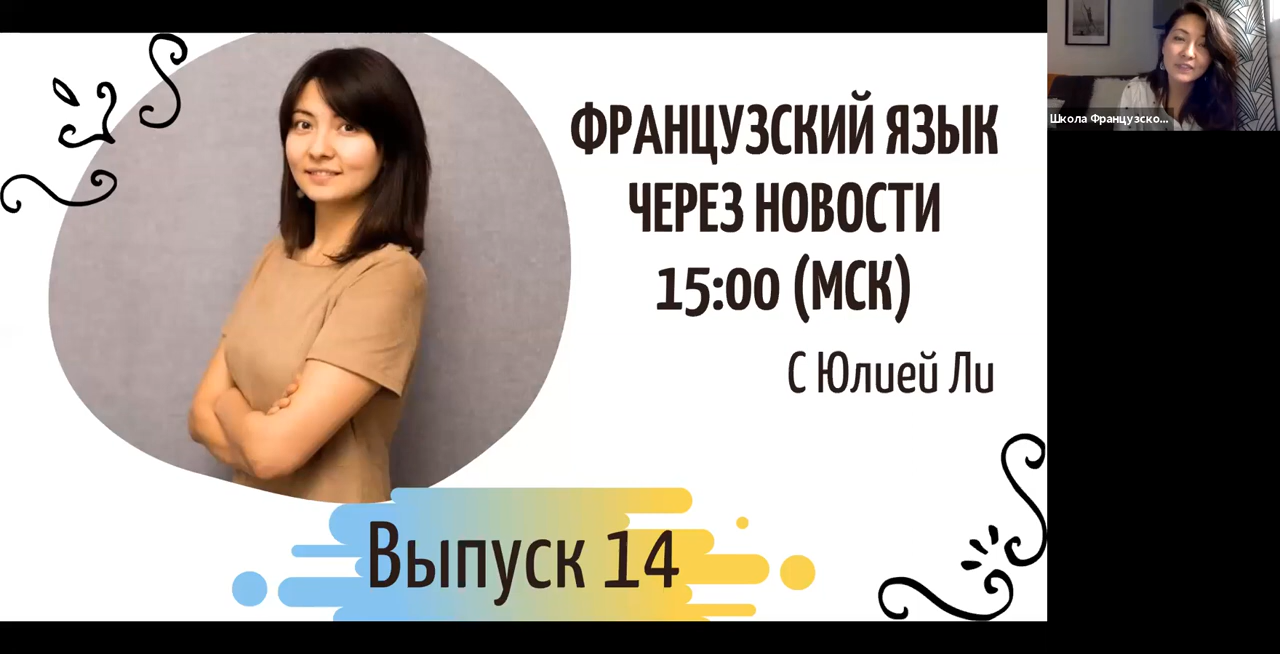 ФРАНЦУЗСКИЙ ЯЗЫК
ЧЕРЕЗ НОВОСТИ
15:00 (МСК)
С Юлией Ли
Выпуск 14
Школа Французско...